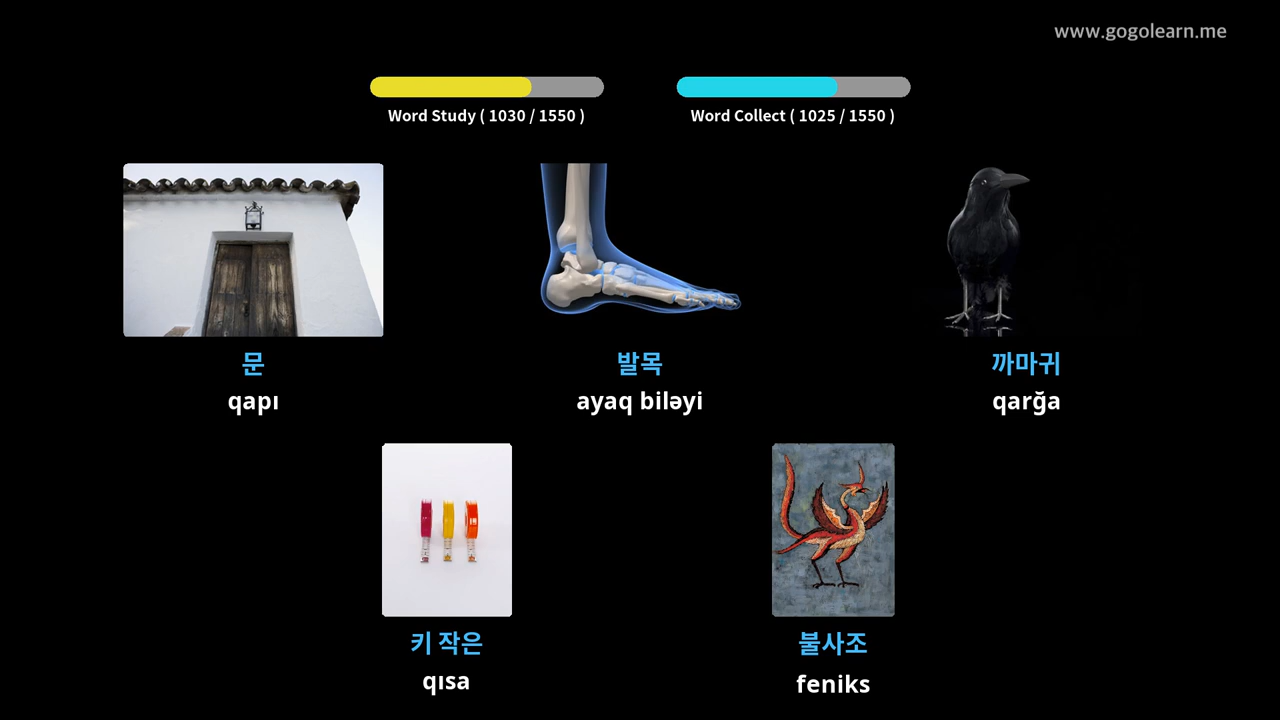 www.gogolearn.me
Word Study ( 1030 / 1550 )
Word Collect ( 1025 / 1550 )
문
qapı
발목
ayaq biləyi
까마귀
qarğa
키 작은
qısa
불사조
feniks